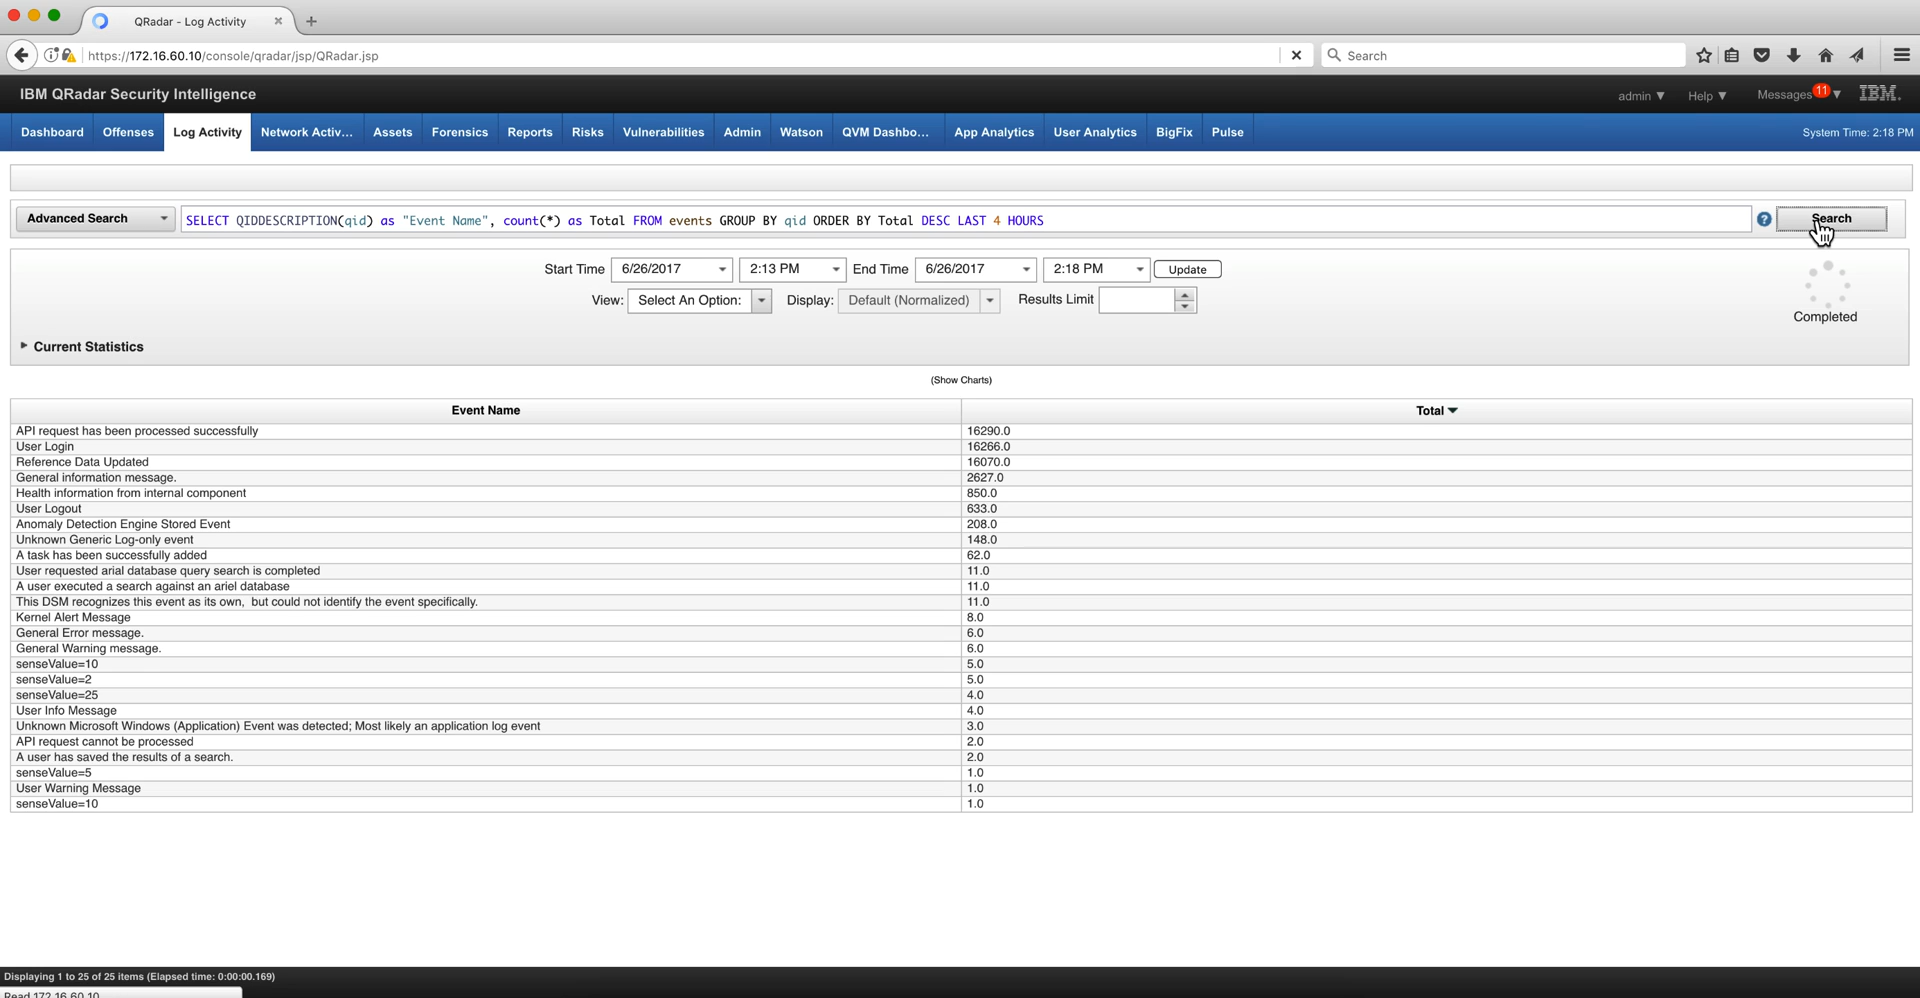 QRadar - Log Activity
https://172.16.60.10/console/qradar/jsp/QRadar.jsp
Search
IBM QRadar Security Intelligence
admin Help Messages 11 IBM
Dashboard Offenses Log Activity Network Activ... Assets Forensics Reports Risks Vulnerabilities Admin Watson QVM Dashbo... App Analytics User Analytics BigFix Pulse System Time: 2:18 PM
Advanced Search SELECT QIDDESCRIPTION(qid) as "Event Name", count(*) as Total FROM events GROUP BY qid ORDER BY Total DESC LAST 4 HOURS ? Search
Start Time 6/26/2017 2:13 PM End Time 6/26/2017 2:18 PM Update
View: Select An Option: Display: Default (Normalized) Results Limit
Completed
Current Statistics
(Show Charts)
Event Name Total
API request has been processed successfully 16290.0
User Login 16266.0
Reference Data Updated 16070.0
General information message. 2627.0
Health information from internal component 850.0
User Logout 633.0
Anomaly Detection Engine Stored Event 208.0
Unknown Generic Log-only event 148.0
A task has been successfully added 62.0
User requested arial database query search is completed 11.0
A user executed a search against an ariel database 11.0
This DSM recognizes this event as its own, but could not identify the event specifically. 11.0
Kernel Alert Message 8.0
General Error message. 6.0
General Warning message. 6.0
senseValue=10 5.0
senseValue=2 5.0
senseValue=25 4.0
User Info Message 4.0
Unknown Microsoft Windows (Application) Event was detected; Most likely an application log event 3.0
API request cannot be processed 2.0
A user has saved the results of a search. 2.0
senseValue=5 1.0
User Warning Message 1.0
senseValue=10 1.0
Displaying 1 to 25 of 25 items (Elapsed time: 0:00:00.169)
Read 172.16.60.10